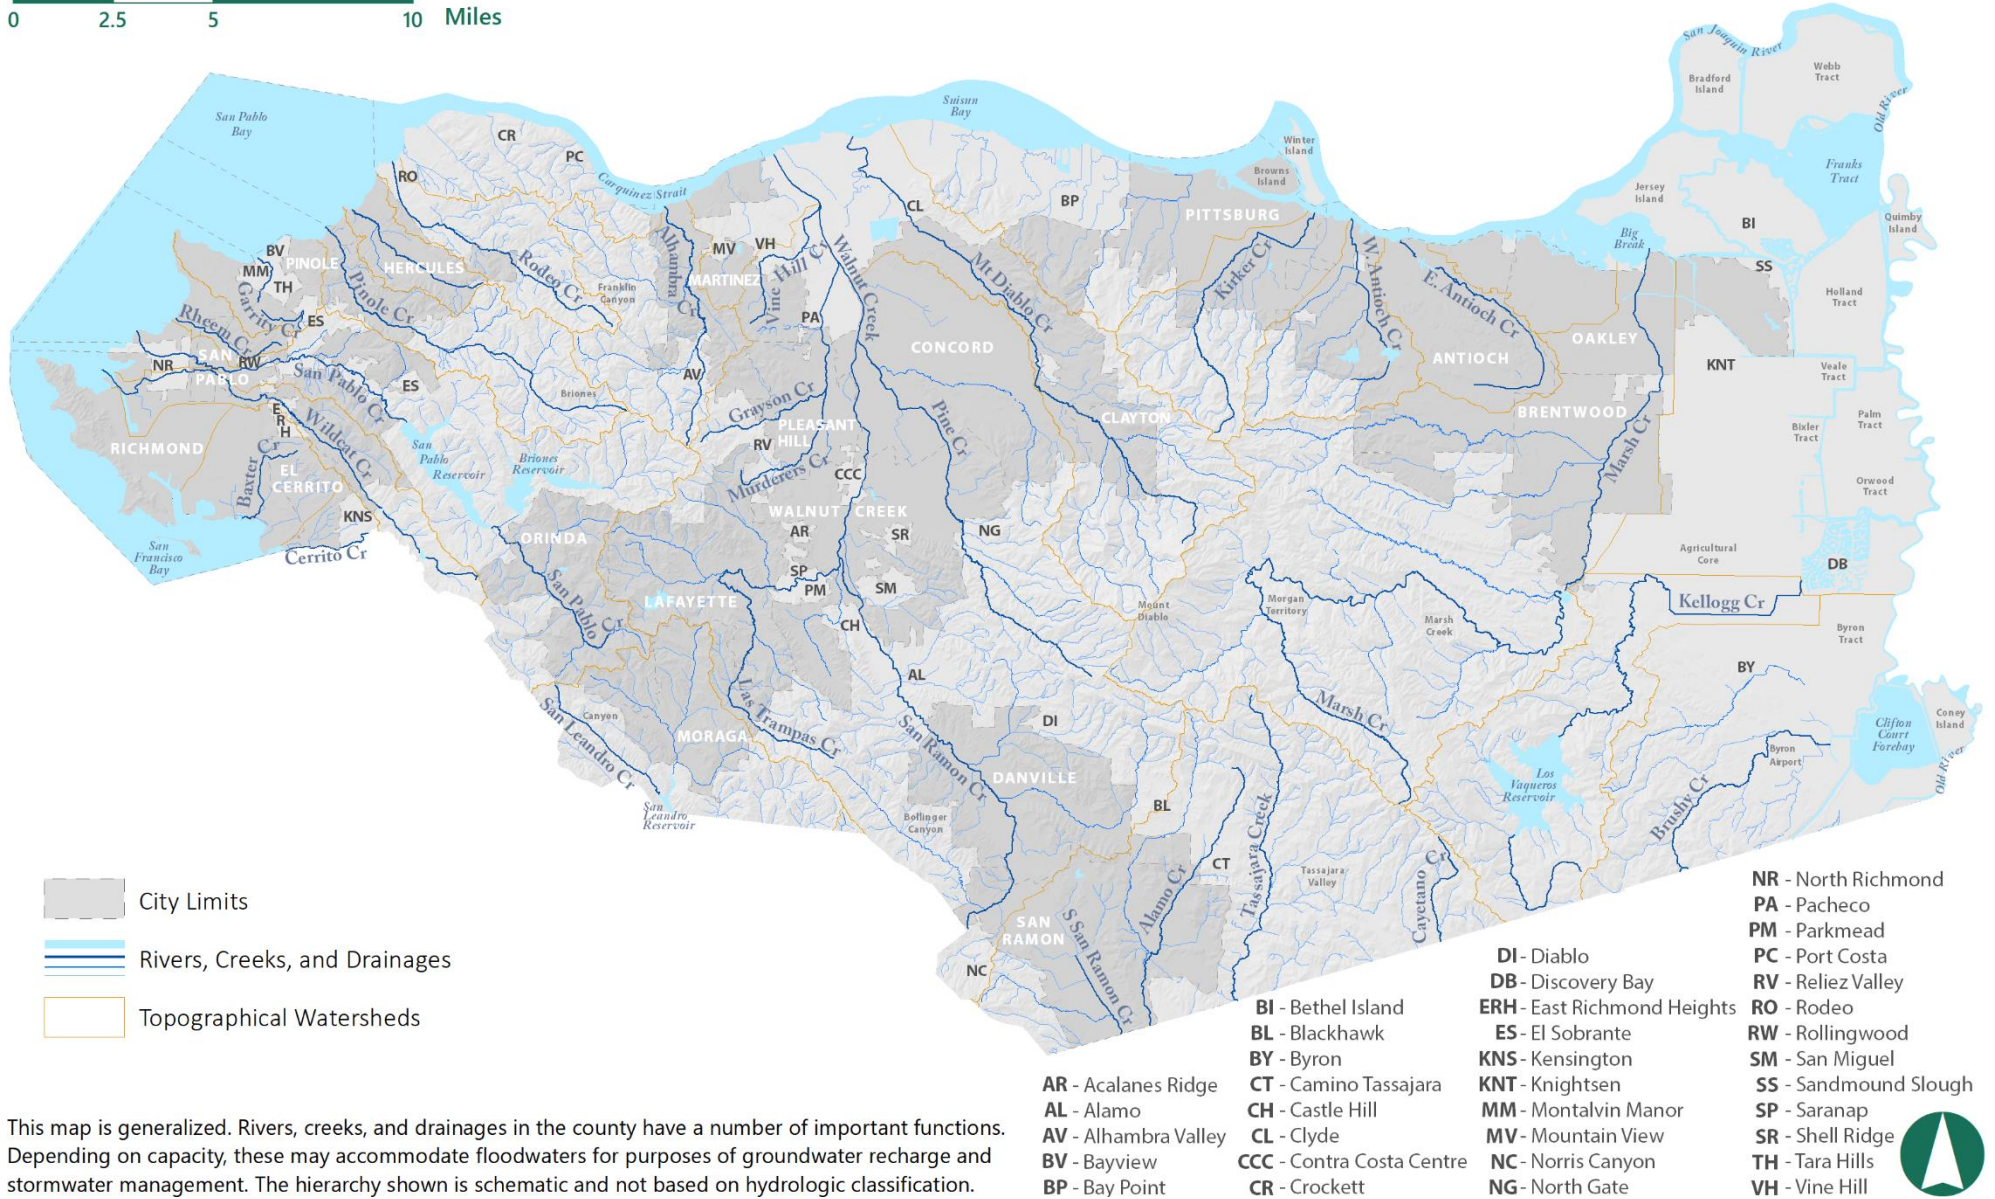 0 2.5 5 10 Miles
San Pablo
Bay
CR
PC
RO
Carquinez Strait
Suisun
Bay
Winter
Island
Browns
Island
San Joaquin River
Bradford
Island
Webb
Tract
Old River
Franks
Tract
Jersey
Island
Quimby
Island
BI
Big
Break
SS
Holland
Tract
BV
MM
TH
PINOLE
HERCULES
Rodeo Cr
Franklin
Canyon
Alhambra Cr
MV
VH
MARTINEZ
Vine Hill Cr
Walnut Creek
PA
CL
BP
PITTSBURG
Mt Diablo Cr
Kirker Cr
W. Antioch Cr
E. Antioch Cr
ANTIOCH
OAKLEY
KNT
Veale
Tract
Rheem Cr
Garrity Cr
ES
Pinole Cr
NR
SAN
PABLO
RW
San Pablo Cr
ES
Briones
AV
Grayson Cr
CONCORD
CLAYTON
BRENTWOOD
Palm
Tract
Bixler
Tract
RICHMOND
E
R
H
Wildcat Cr
Baxter Cr
EL
CERRITO
San
Pablo
Reservoir
Briones
Reservoir
PLEASANT
HILL
RV
Murderers Cr
CCC
Pine Cr
Marsh Cr
Orwood
Tract
KNS
San
Francisco
Bay
Cerrito Cr
ORINDA
WALNUT CREEK
AR
SR
NG
SP
PM
SM
Agricultural
Core
DB
San Pablo Cr
LAFAYETTE
CH
Mount
Diablo
Morgan
Territory
Marsh
Creek
Kellogg Cr
Byron
Tract
AL
BY
San Leandro Cr
Canyon
Las Trampas Cr
MORAGA
San Ramon Cr
DI
Marsh Cr
Clifton
Court
Forebay
Coney
Island
Old River
Byron
Airport
DANVILLE
San
Leandro
Reservoir
Bollinger
Canyon
BL
Los
Vaqueros
Reservoir
Brushy Cr
Tassajara Creek
CT
Alamo Cr
Tassajara
Valley
Cayetano Cr
SAN
RAMON
S San Ramon Cr
NC
City Limits
Rivers, Creeks, and Drainages
Topographical Watersheds
This map is generalized. Rivers, creeks, and drainages in the county have a number of important functions.
Depending on capacity, these may accommodate floodwaters for purposes of groundwater recharge and
stormwater management. The hierarchy shown is schematic and not based on hydrologic classification.
AR - Acalanes Ridge
AL - Alamo
AV - Alhambra Valley
BV - Bayview
BP - Bay Point
BI - Bethel Island
BL - Blackhawk
BY - Byron
CT - Camino Tassajara
CH - Castle Hill
CL - Clyde
CCC - Contra Costa Centre
CR - Crockett
DI - Diablo
DB - Discovery Bay
ERH - East Richmond Heights
ES - El Sobrante
KNS - Kensington
KNT - Knightsen
MM - Montalvin Manor
MV - Mountain View
NC - Norris Canyon
NG - North Gate
NR - North Richmond
PA - Pacheco
PM - Parkmead
PC - Port Costa
RV - Reliez Valley
RO - Rodeo
RW - Rollingwood
SM - San Miguel
SS - Sandmound Slough
SP - Saranap
SR - Shell Ridge
TH - Tara Hills
VH - Vine Hill